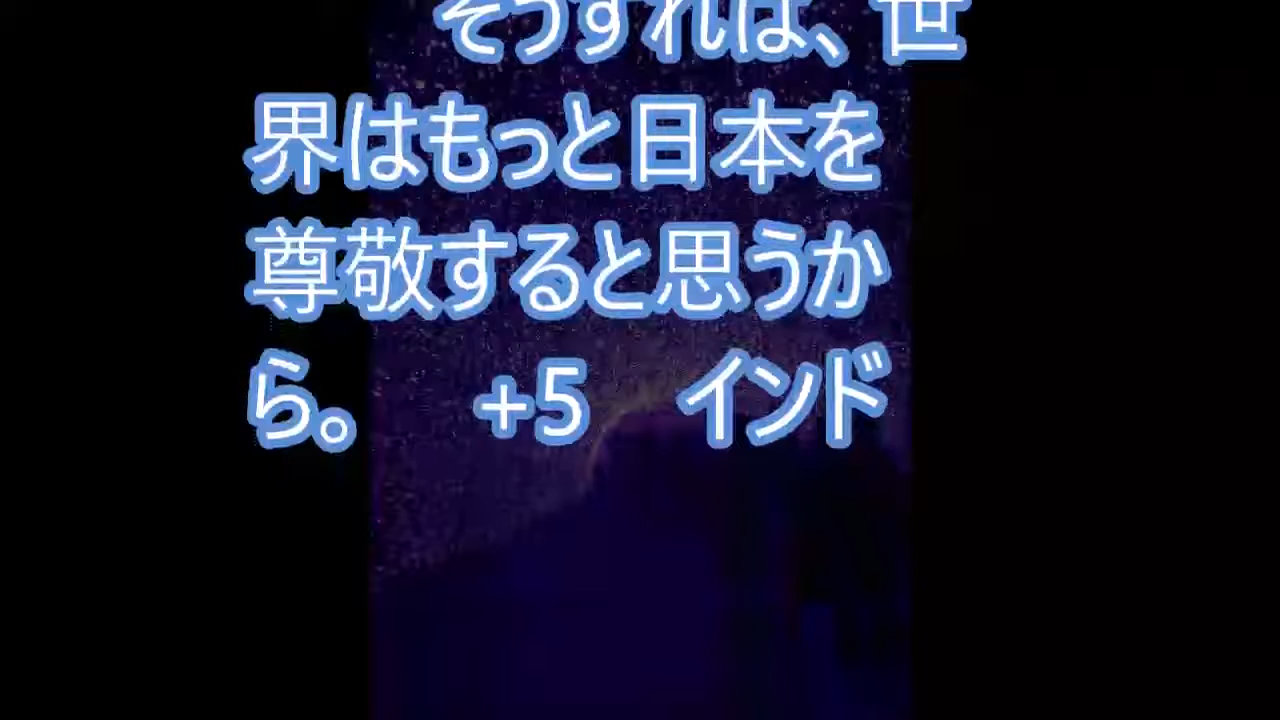 そうすれば、世
界はもっと日本を
尊敬すると思うか
ら。 +5 インド